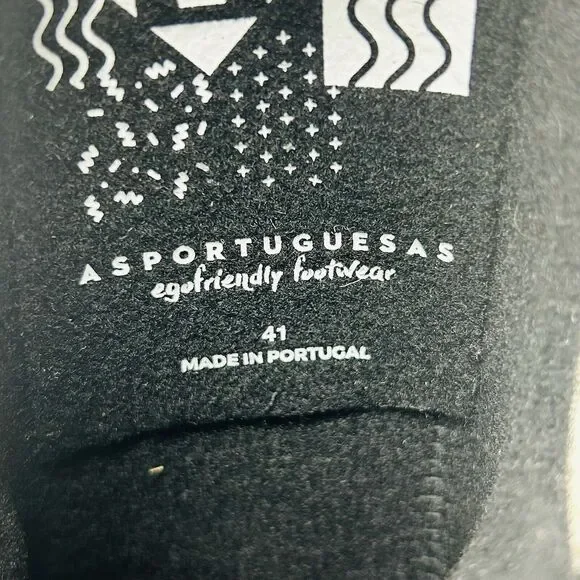 ASPORTUGUESAS
egofriendly footwear
41
MADE IN PORTUGAL